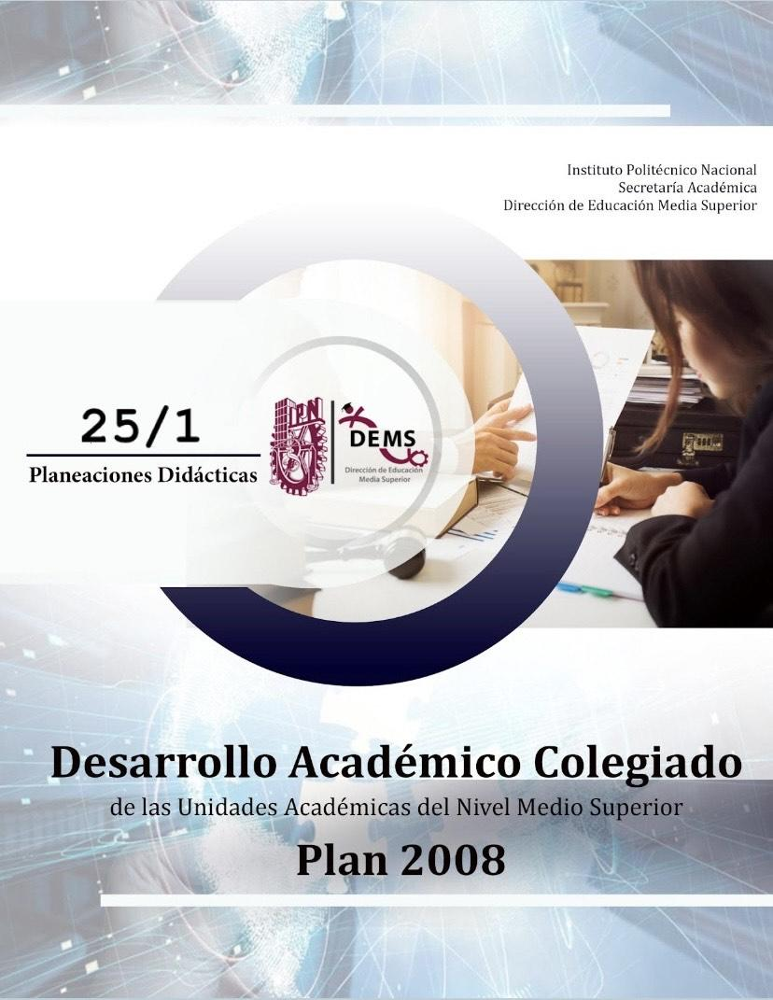 Instituto Politécnico Nacional
Secretaría Académica
Dirección de Educación Media Superior
25/1
Planeaciones Didácticas
IPN
DEMS
Dirección de Educación
Media Superior
Desarrollo Académico Colegiado
de las Unidades Académicas del Nivel Medio Superior
Plan 2008